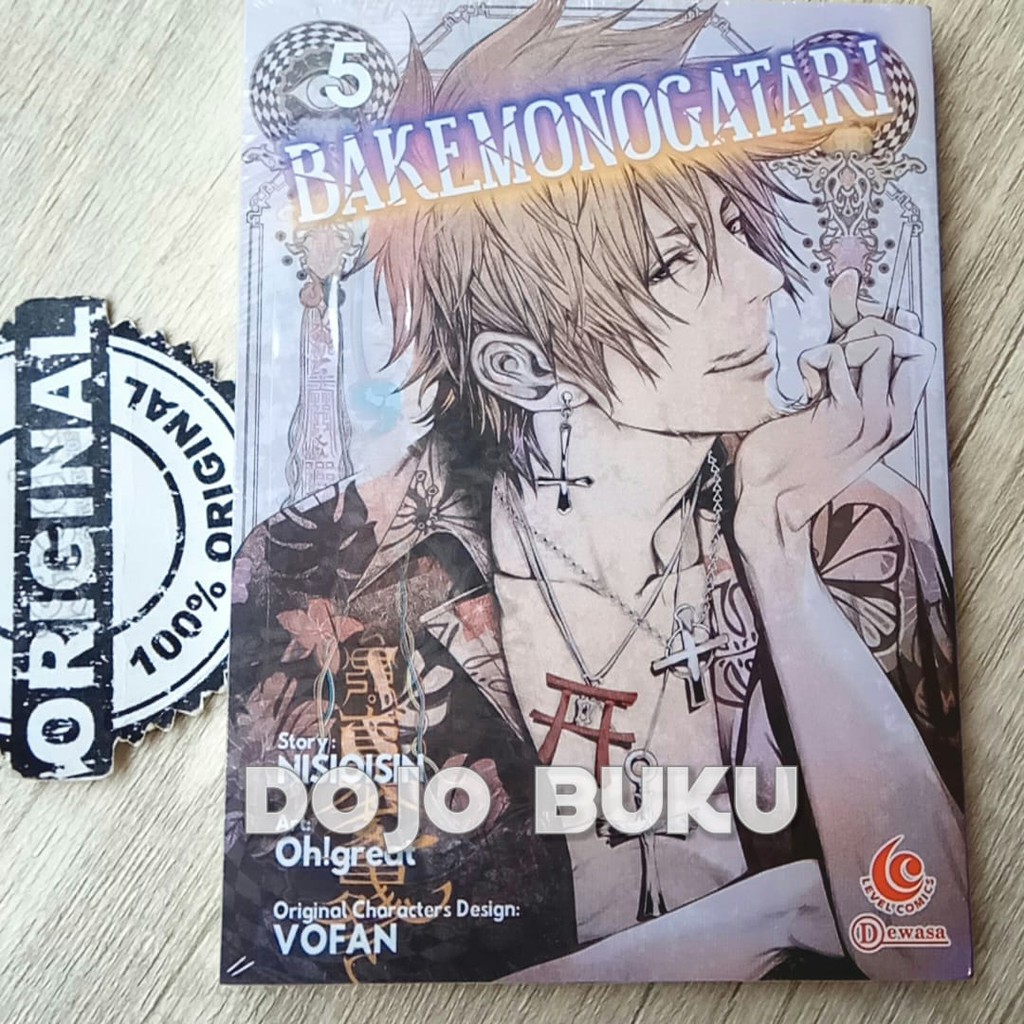 5
BAKEMONOGATARI
ORIGINAL
ORIGINAL
100% ORIGINAL
Story:
NISIOISIN
DOJO BUKU
Art:
Oh!great
Original Characters Design:
VOFAN
LEVEL COMICS
Dewasa